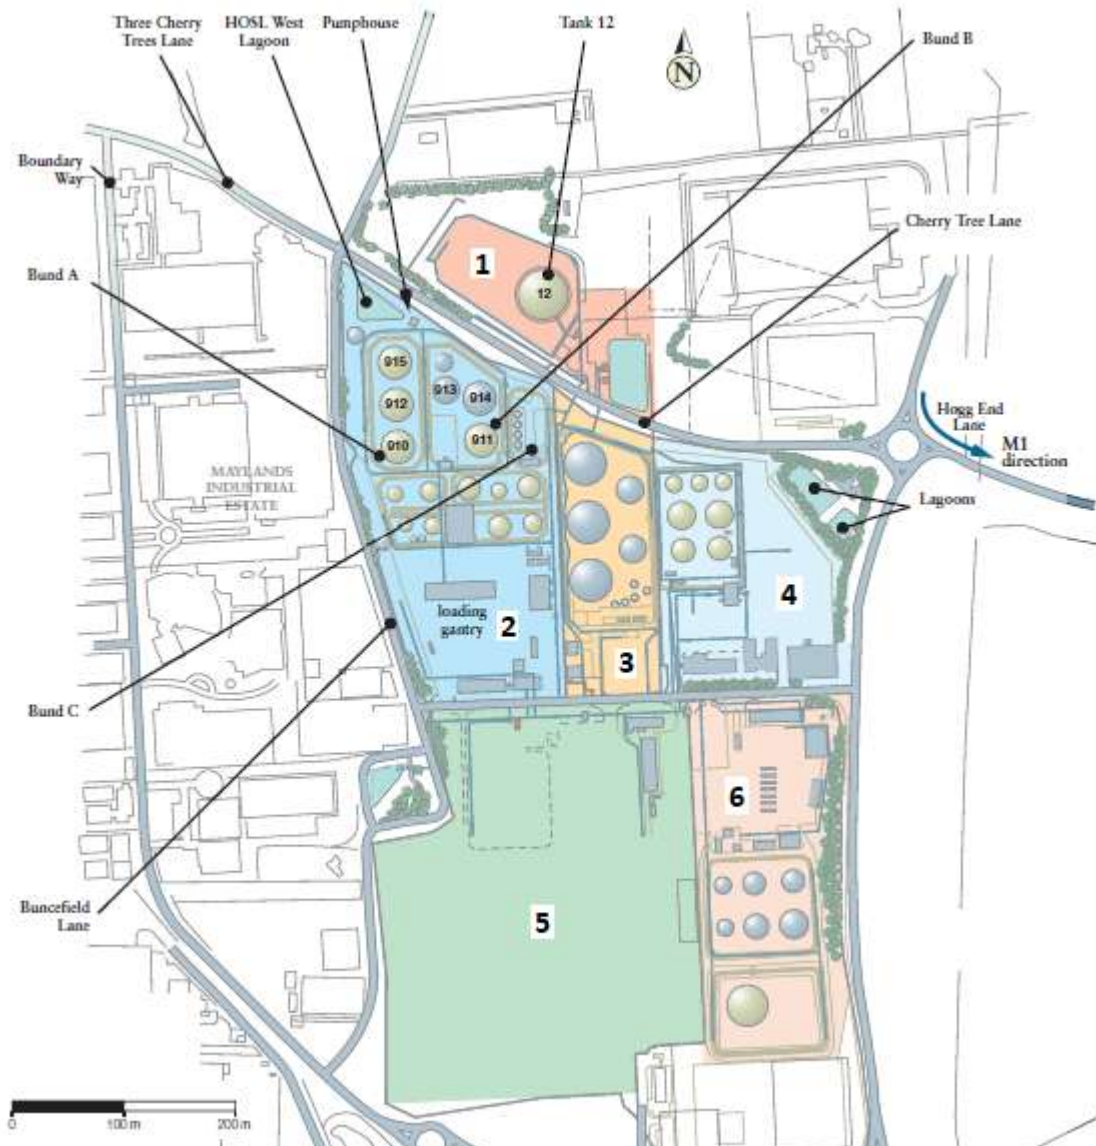 Three Cherry
Trees Lane
HOSL West
Lagoon
Pumphouse
Tank 12
Bund B
N
Boundary
Way
Cherry Tree Lane
1
Bund A
12
915
913
914
912
Hogg End
Lane
M1
direction
911
910
MAYLANDS
INDUSTRIAL
ESTATE
Lagoons
4
loading
gantry
2
3
Bund C
6
Buncefield
Lane
5
0
100 m
200 m